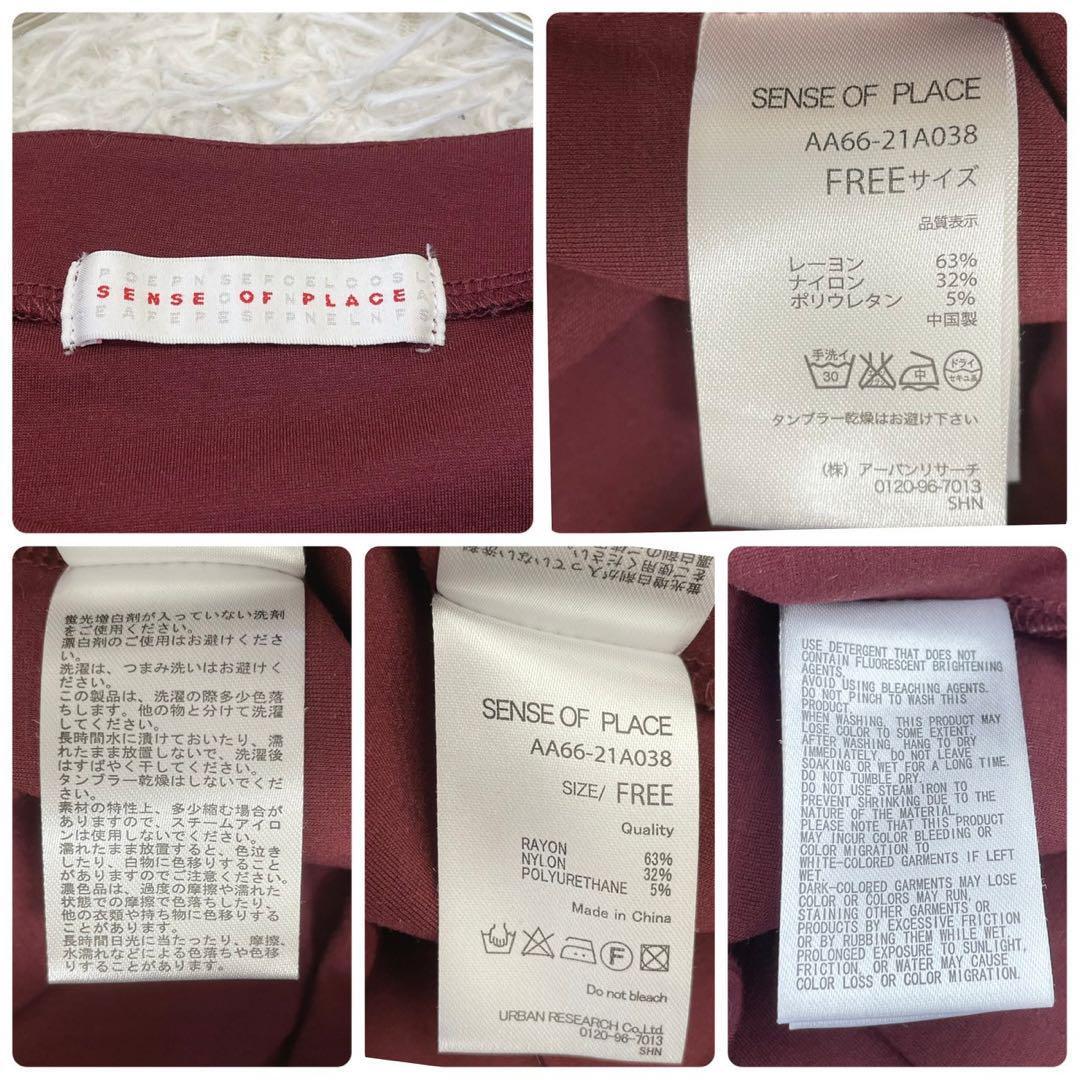 SENSE OF PLACE
SENSE OF PLACE
AA66-21A038
FREEサイズ
品質表示
レーヨン 63%
ナイロン 32%
ポリウレタン 5%
中国製
手洗イ 30 中 ドライ セキユ系
タンブラー乾燥はお避け下さい
（株）アーバンリサーチ
0120-96-7013
SHN
蛍光増白剤が入っていない洗剤
をご使用ください。
漂白剤のご使用はお避けくださ
い。
洗濯は、つまみ洗いはお避けく
ださい。
この製品は、洗濯の際多少色落
ちします。他の物と分けて洗濯
してください。
長時間水に漬けておいたり、濡
れたまま放置しないで、洗濯後
はすばやく干してください。
タンブラー乾燥はしないでくだ
さい。
素材の特性上、多少縮む場合が
ありますので、スチームアイロ
ンは使用しないでください。
濡れたまま放置すると、色泣き
したり、白物に色移りすること
がありますのでご注意ください。
濃色品は、過度の摩擦や濡れた
状態での摩擦で色落ちしたり、
他の衣類や持ち物に色移りする
ことがあります。
長時間日光に当たったり、摩擦、
水濡れなどによる色落ちや色移
りすることがあります。
SENSE OF PLACE
AA66-21A038
SIZE/ FREE
Quality
RAYON 63%
NYLON 32%
POLYURETHANE 5%
Made in China
F
Do not bleach
URBAN RESEARCH Co.,Ltd.
0120-96-7013
SHN
USE DETERGENT THAT DOES NOT
CONTAIN FLUORESCENT BRIGHTENING
AGENTS.
AVOID USING BLEACHING AGENTS.
DO NOT PINCH TO WASH THIS
PRODUCT.
WHEN WASHING, THIS PRODUCT MAY
LOSE COLOR TO SOME EXTENT.
AFTER WASHING, HANG TO DRY
IMMEDIATELY. DO NOT LEAVE
SOAKING OR WET FOR A LONG TIME.
DO NOT TUMBLE DRY.
DO NOT USE STEAM IRON TO
PREVENT SHRINKING DUE TO THE
NATURE OF THE MATERIAL.
PLEASE NOTE THAT THIS PRODUCT
MAY INCUR COLOR BLEEDING OR
COLOR MIGRATION TO
WHITE-COLORED GARMENTS IF LEFT
WET.
DARK-COLORED GARMENTS MAY LOSE
COLOR OR COLORS MAY RUN,
STAINING OTHER GARMENTS OR
PRODUCTS BY EXCESSIVE FRICTION
OR BY RUBBING THEM WHILE WET.
PROLONGED EXPOSURE TO SUNLIGHT,
FRICTION, OR WATER MAY CAUSE
COLOR LOSS OR COLOR MIGRATION.